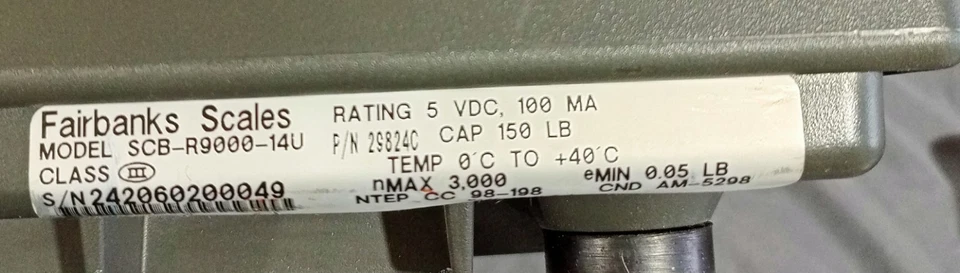 Fairbanks Scales
MODEL SCB-R9000-14U
CLASS III
S/N 242060200049
RATING 5 VDC, 100 MA
P/N 29824C CAP 150 LB
TEMP 0°C TO +40°C
nMAX 3,000 eMIN 0.05 LB
NTEP CC 98-198 CND AM-5298